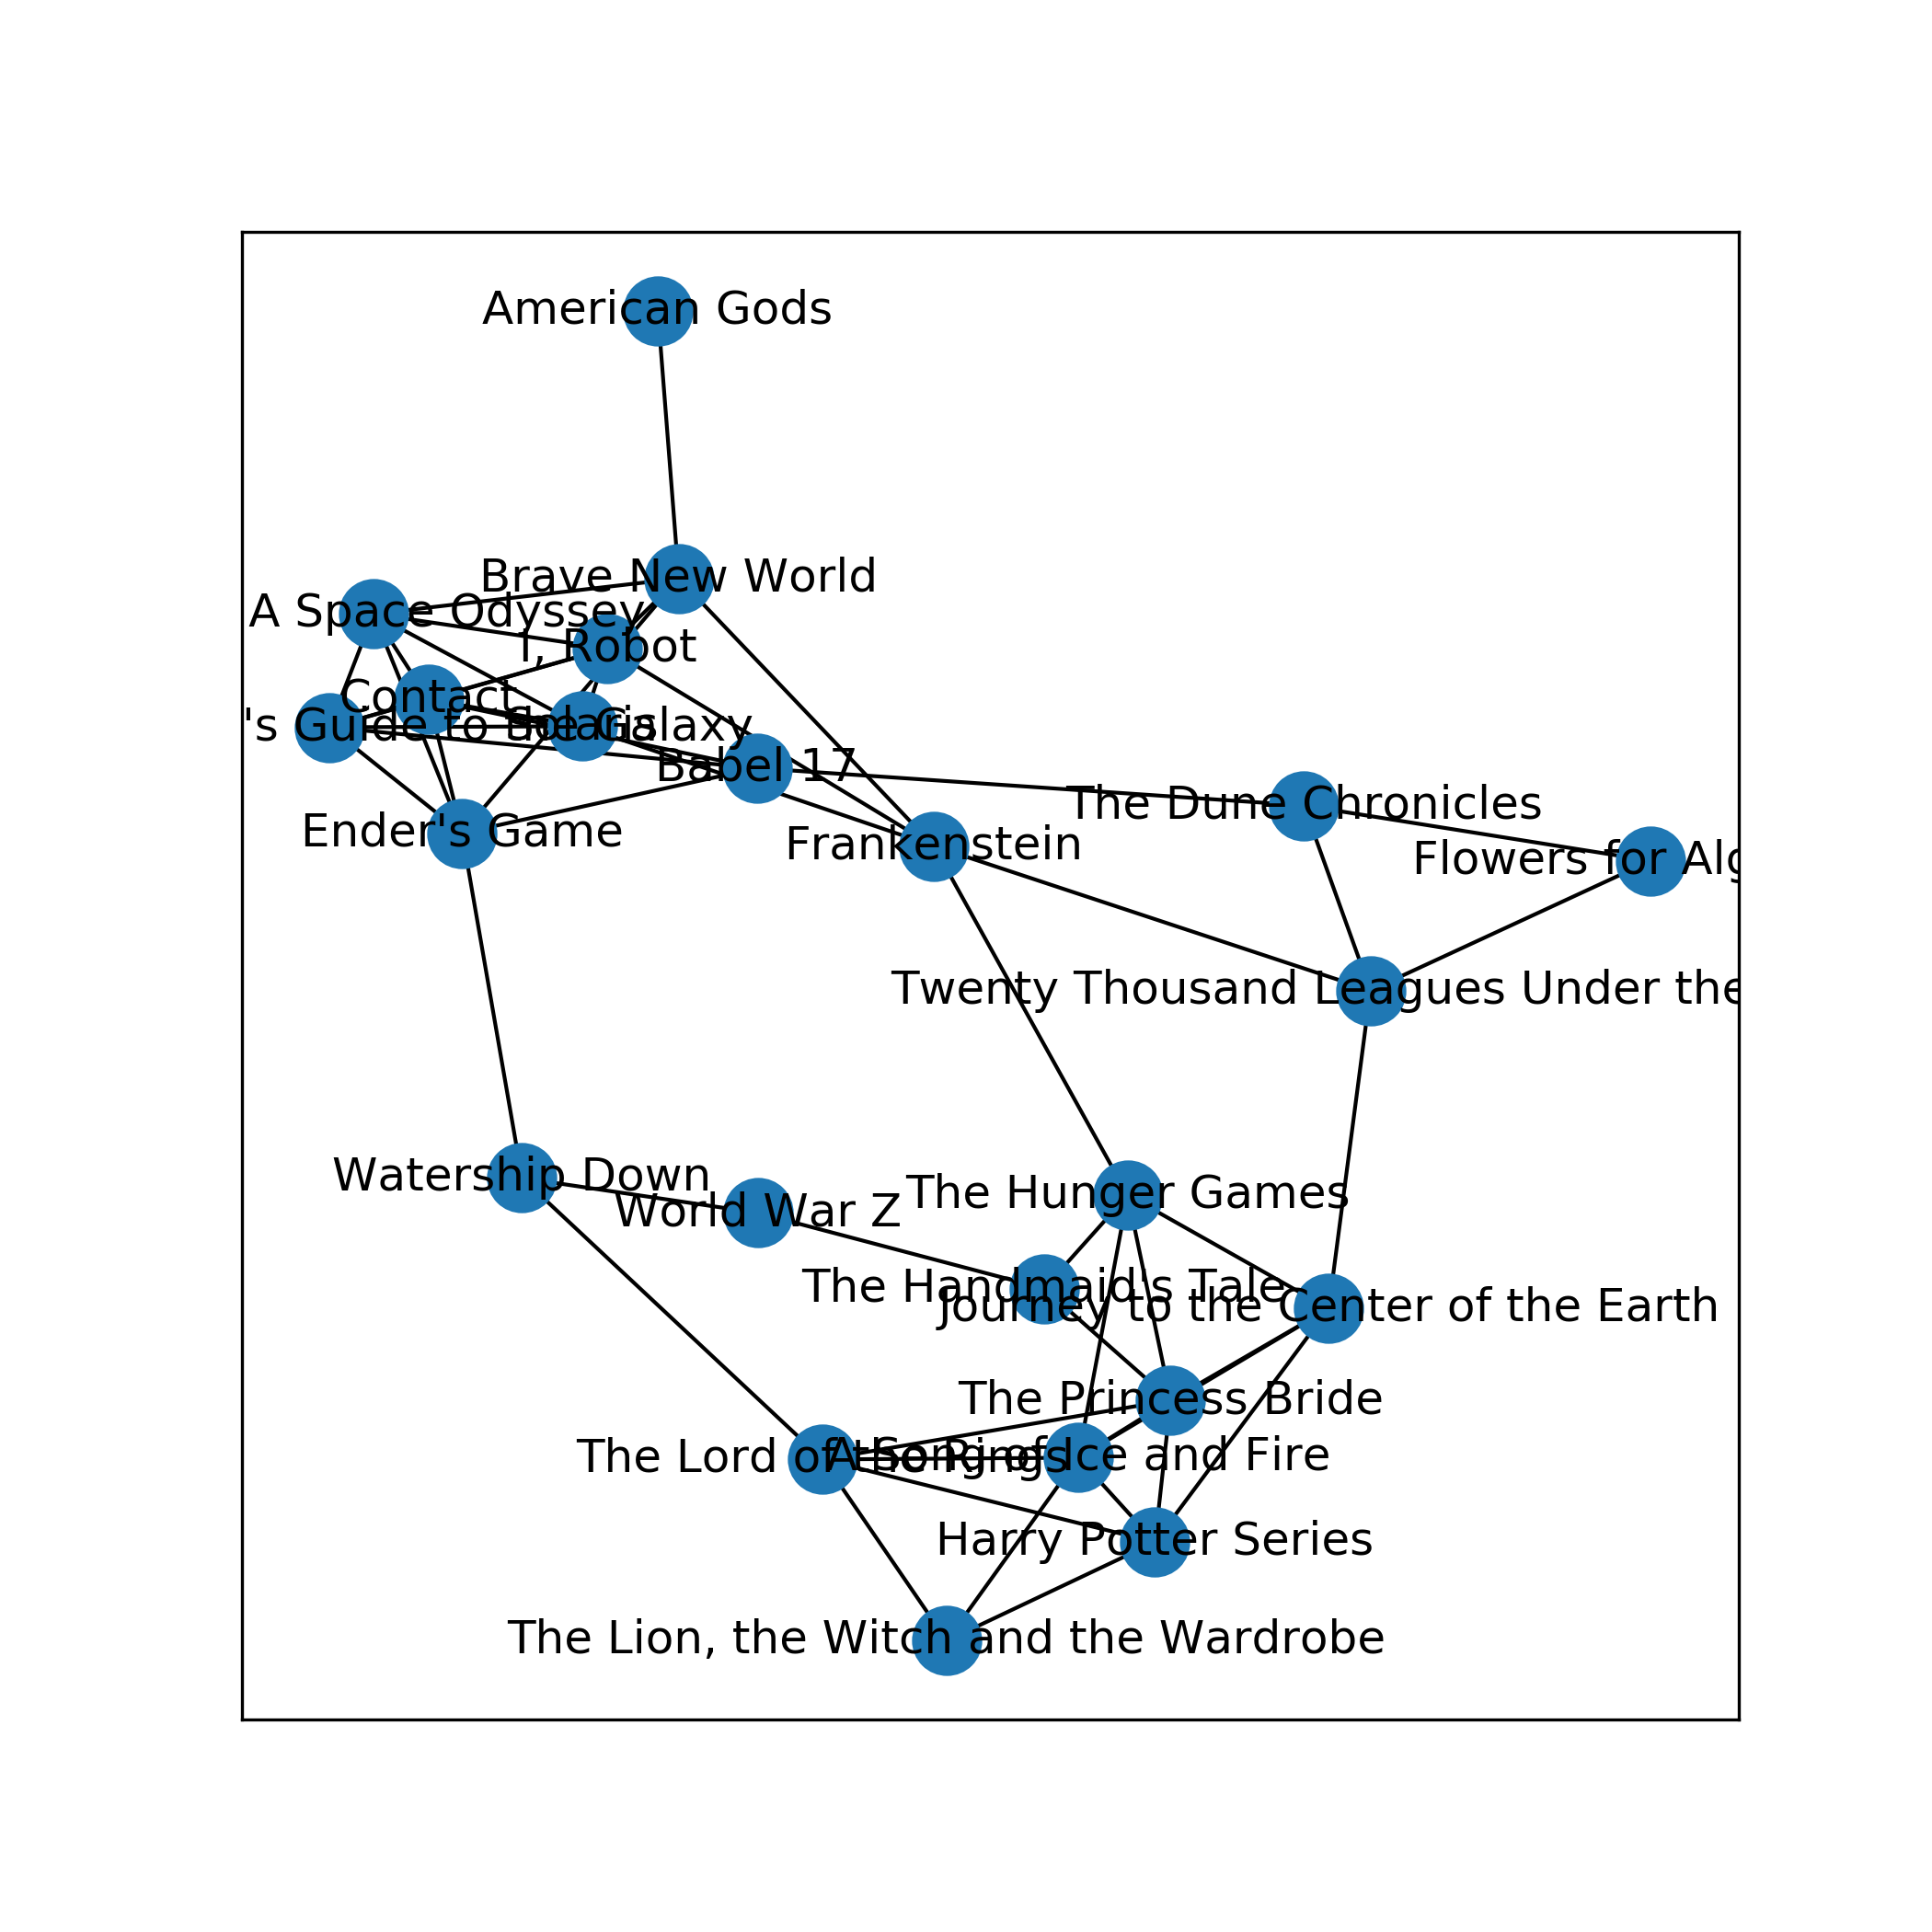 American Gods
Brave New World
A Space Odyssey
I, Robot
Contact
's Guide to the Galaxy
Solaris
Babel 17
The Dune Chronicles
Ender's Game
Frankenstein
Flowers for Alg
Twenty Thousand Leagues Under the
Watership Down
The Hunger Games
World War Z
The Handmaid's Tale
Journey to the Center of the Earth
The Princess Bride
The Lord of the Rings
A Song of Ice and Fire
Harry Potter Series
The Lion, the Witch and the Wardrobe